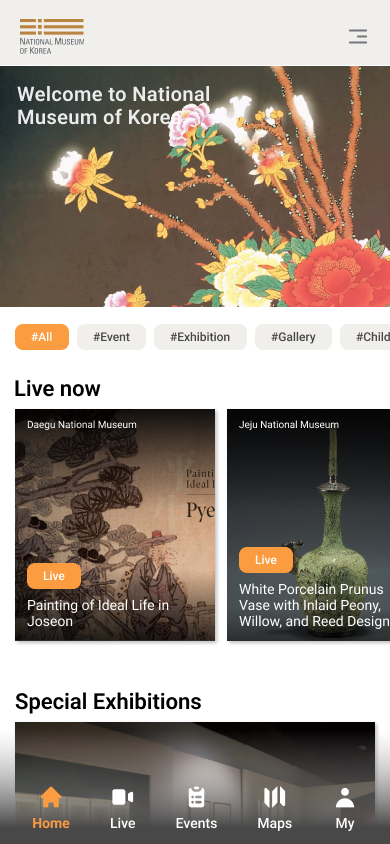 NATIONAL MUSEUM
OF KOREA
Welcome to National
Museum of Korea
#All
#Event
#Exhibition
#Gallery
#Child
Live now
Daegu National Museum
Painti
Ideal l
Pye
Live
Painting of Ideal Life in
Joseon
Jeju National Museum
Live
White Porcelain Prunus
Vase with Inlaid Peony,
Willow, and Reed Design
Special Exhibitions
Home
Live
Events
Maps
My